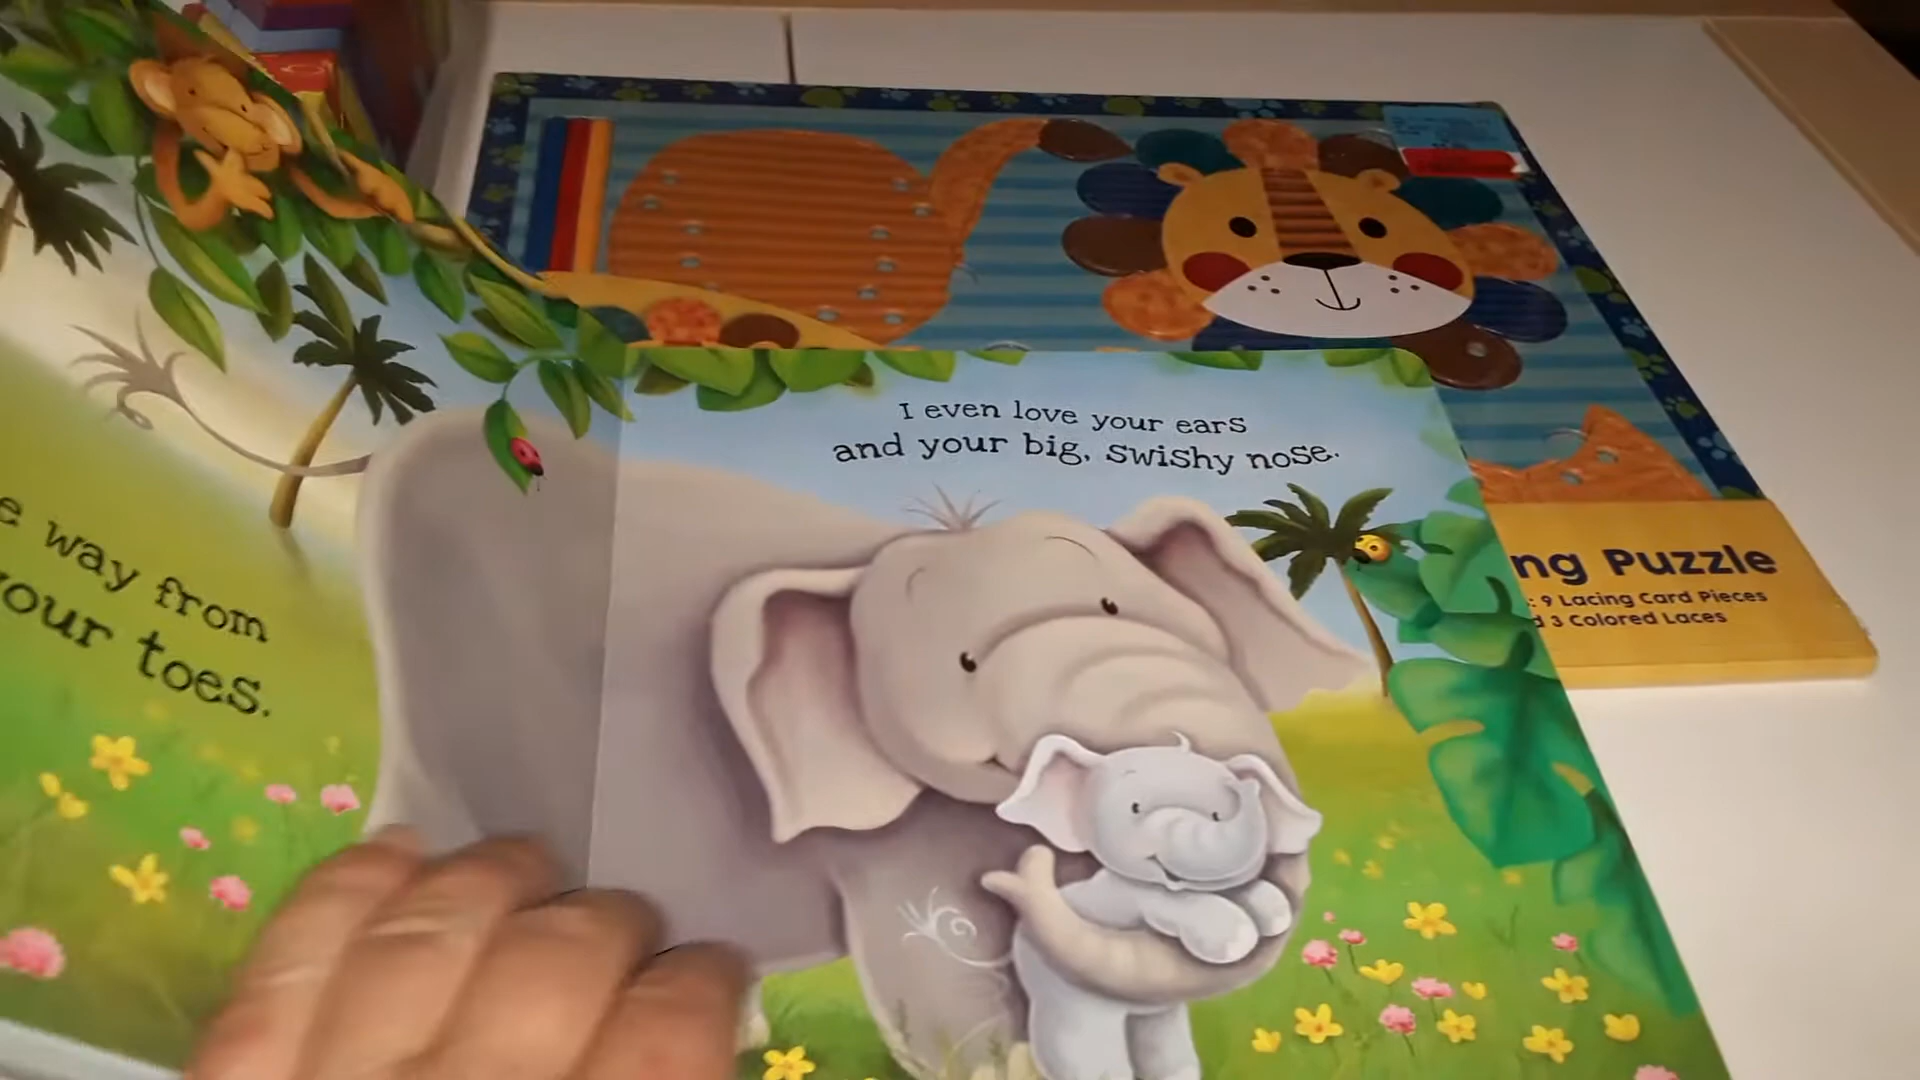 e way from
your toes.
I even love your ears
and your big, swishy nose.
ng Puzzle
: 9 Lacing Card Pieces
d 3 Colored Laces